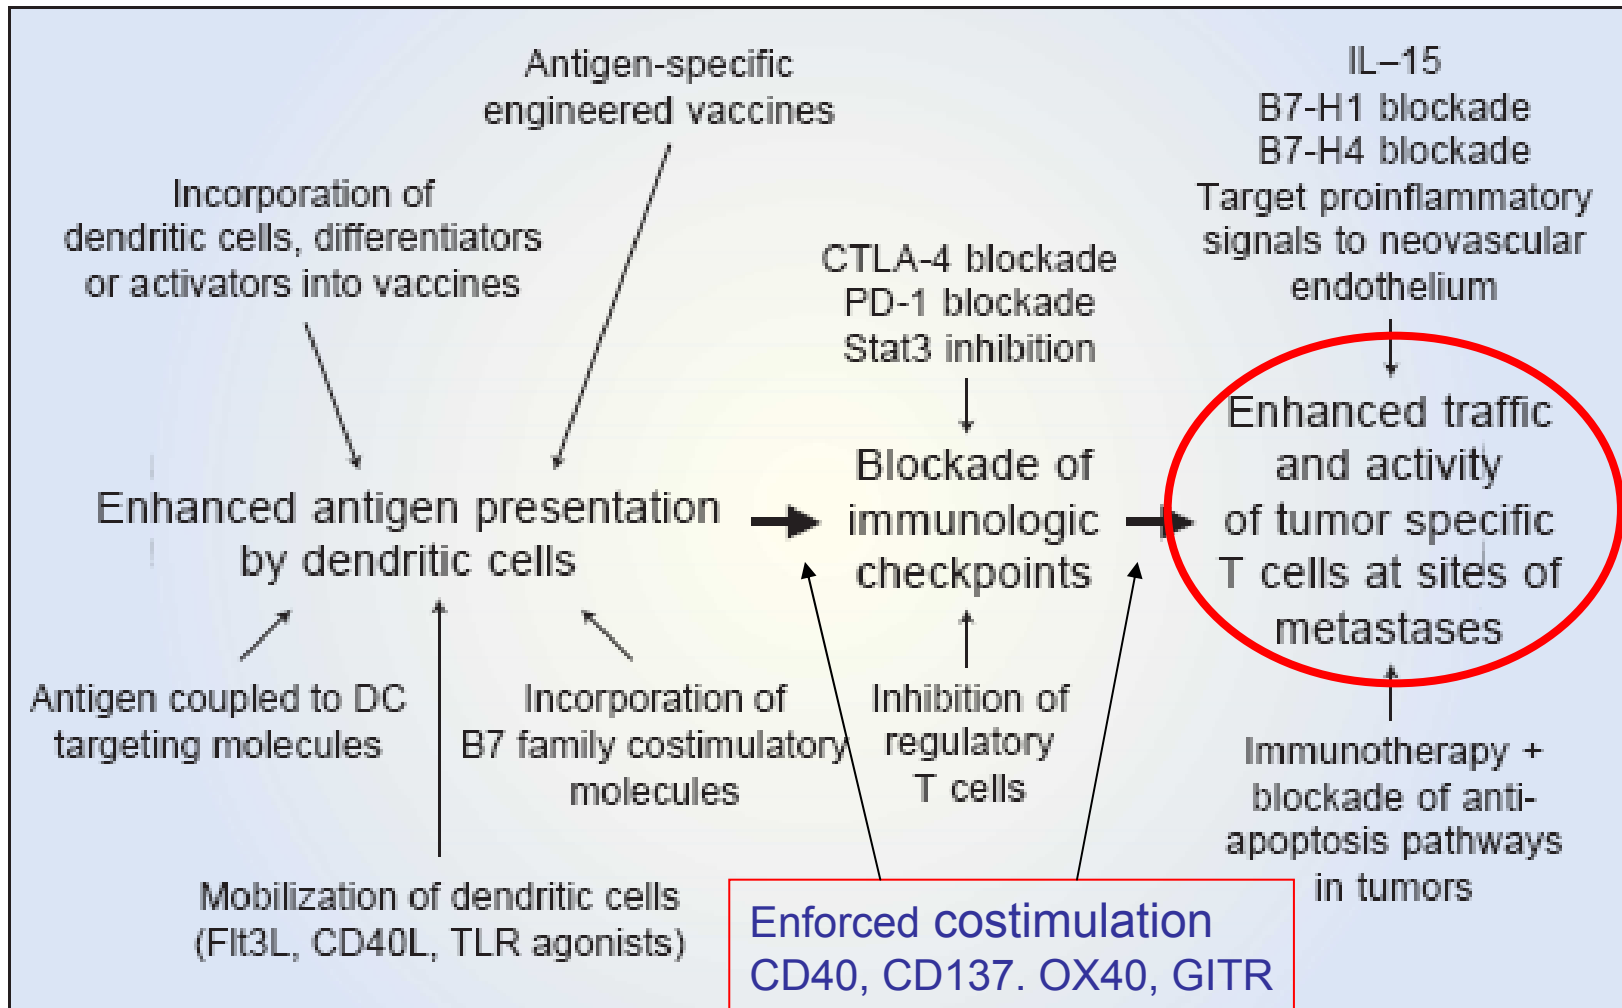 Antigen-specific
engineered vaccines
Incorporation of
dendritic cells, differentiators
or activators into vaccines
IL–15
B7-H1 blockade
B7-H4 blockade
Target proinflammatory
signals to neovascular
endothelium
CTLA-4 blockade
PD-1 blockade
Stat3 inhibition
Enhanced antigen presentation
by dendritic cells
Blockade of
immunologic
checkpoints
Enhanced traffic
and activity
of tumor specific
T cells at sites of
metastases
Antigen coupled to DC
targeting molecules
Incorporation of
B7 family costimulatory
molecules
Inhibition of
regulatory
T cells
Immunotherapy +
blockade of anti-
apoptosis pathways
in tumors
Mobilization of dendritic cells
(Flt3L, CD40L, TLR agonists)
Enforced costimulation
CD40, CD137. OX40, GITR